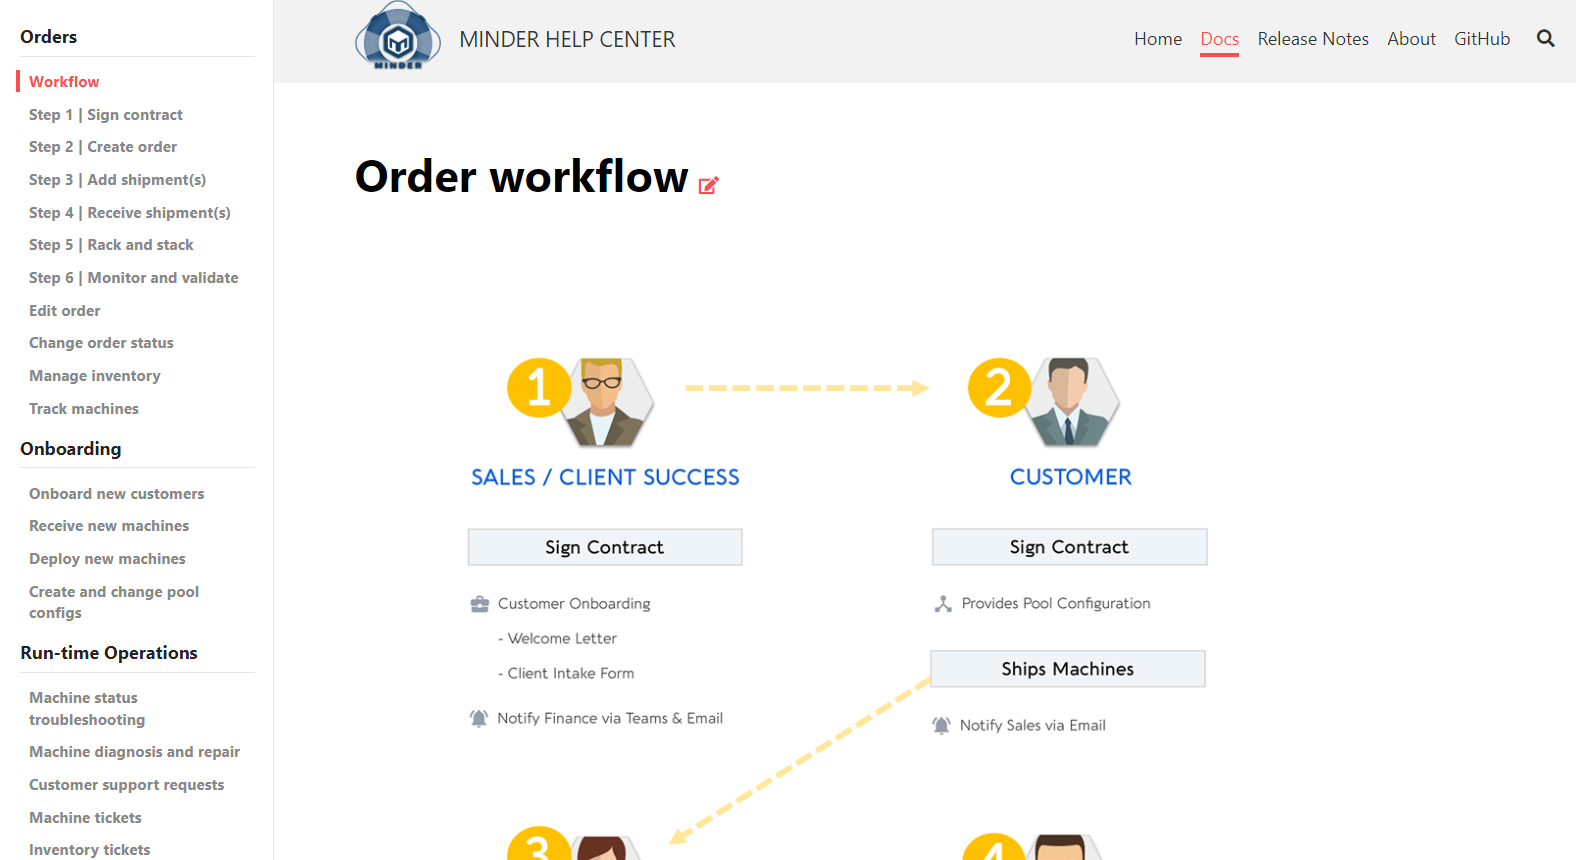 Orders
Workflow
Step 1 | Sign contract
Step 2 | Create order
Step 3 | Add shipment(s)
Step 4 | Receive shipment(s)
Step 5 | Rack and stack
Step 6 | Monitor and validate
Edit order
Change order status
Manage inventory
Track machines
Onboarding
Onboard new customers
Receive new machines
Deploy new machines
Create and change pool
configs
Run-time Operations
Machine status
troubleshooting
Machine diagnosis and repair
Customer support requests
Machine tickets
Inventory tickets
MINDER
MINDER HELP CENTER
Home Docs Release Notes About GitHub
Order workflow
1
SALES / CLIENT SUCCESS
Sign Contract
Customer Onboarding
- Welcome Letter
- Client Intake Form
Notify Finance via Teams & Email
2
CUSTOMER
Sign Contract
Provides Pool Configuration
Ships Machines
Notify Sales via Email
3
4